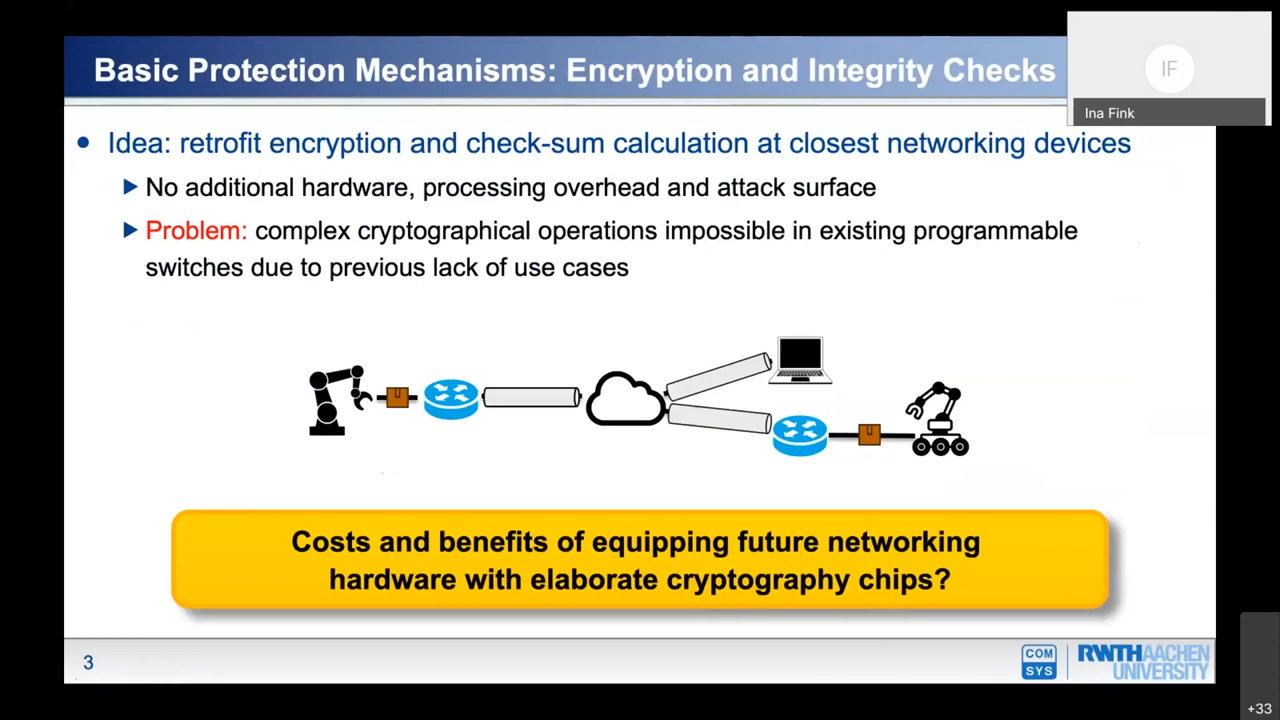 Basic Protection Mechanisms: Encryption and Integrity Checks
IF
Ina Fink
Idea: retrofit encryption and check-sum calculation at closest networking devices
No additional hardware, processing overhead and attack surface
Problem: complex cryptographical operations impossible in existing programmable
switches due to previous lack of use cases
Costs and benefits of equipping future networking
hardware with elaborate cryptography chips?
3
COM
SYS
RWTHAACHEN
UNIVERSITY
+33